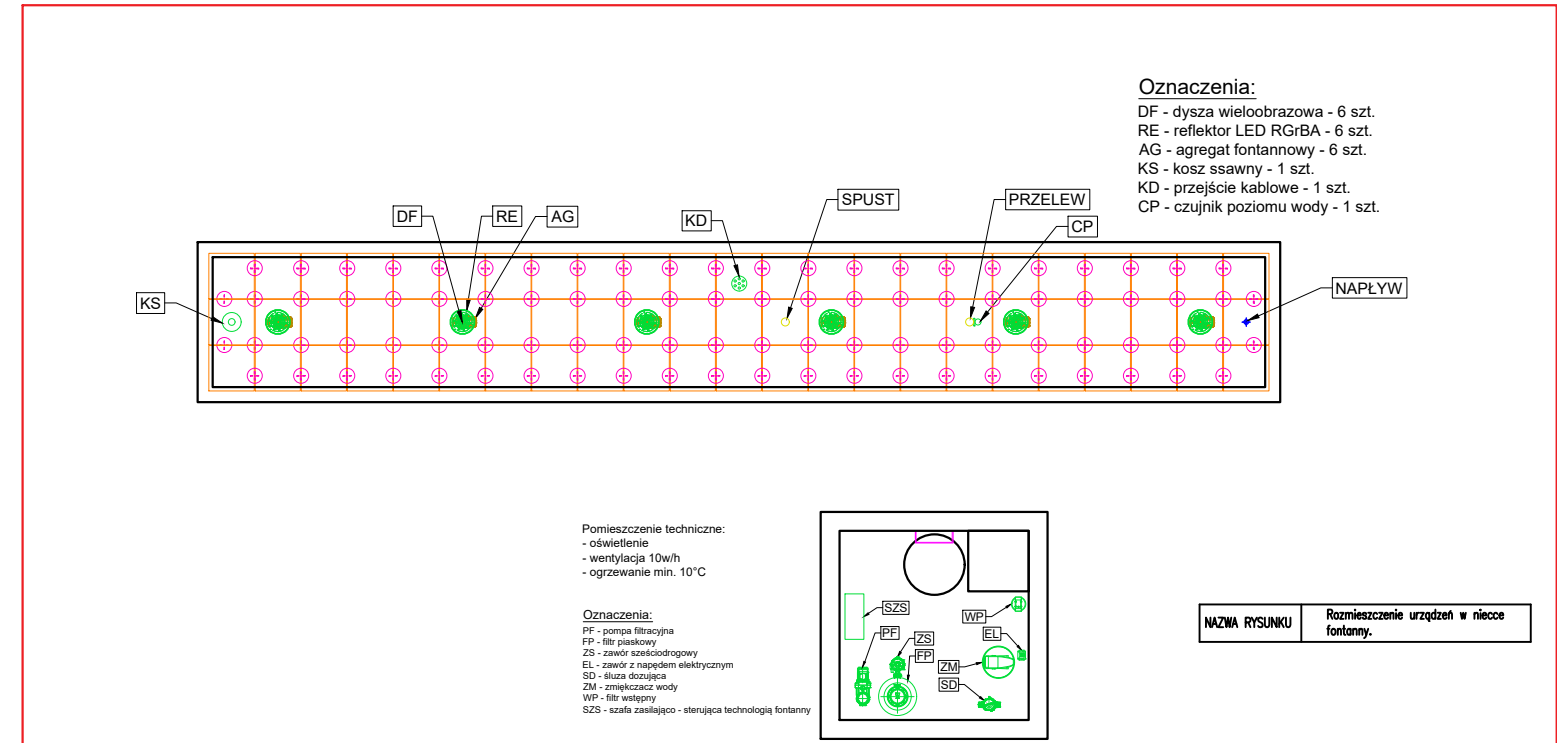 Oznaczenia:
DF - dysza wieloobrazowa - 6 szt.
RE - reflektor LED RGrBA - 6 szt.
AG - agregat fontannowy - 6 szt.
KS - kosz ssawny - 1 szt.
KD - przejście kablowe - 1 szt.
CP - czujnik poziomu wody - 1 szt.
SPUST
PRZELEW
DF
RE
AG
KD
CP
KS
NAPŁYW
Pomieszczenie techniczne:
- oświetlenie
- wentylacja 10w/h
- ogrzewanie min. 10°C
Oznaczenia:
PF - pompa filtracyjna
FP - filtr piaskowy
ZS - zawór sześciodrogowy
EL - zawór z napędem elektrycznym
SD - śluza dozująca
ZM - zmiękczacz wody
WP - filtr wstępny
SZS - szafa zasilająco - sterująca technologią fontanny
SZS
WP
PF
ZS
EL
FP
ZM
SD
NAZWA RYSUNKU
Rozmieszczenie urządzeń w niecce
fontanny.